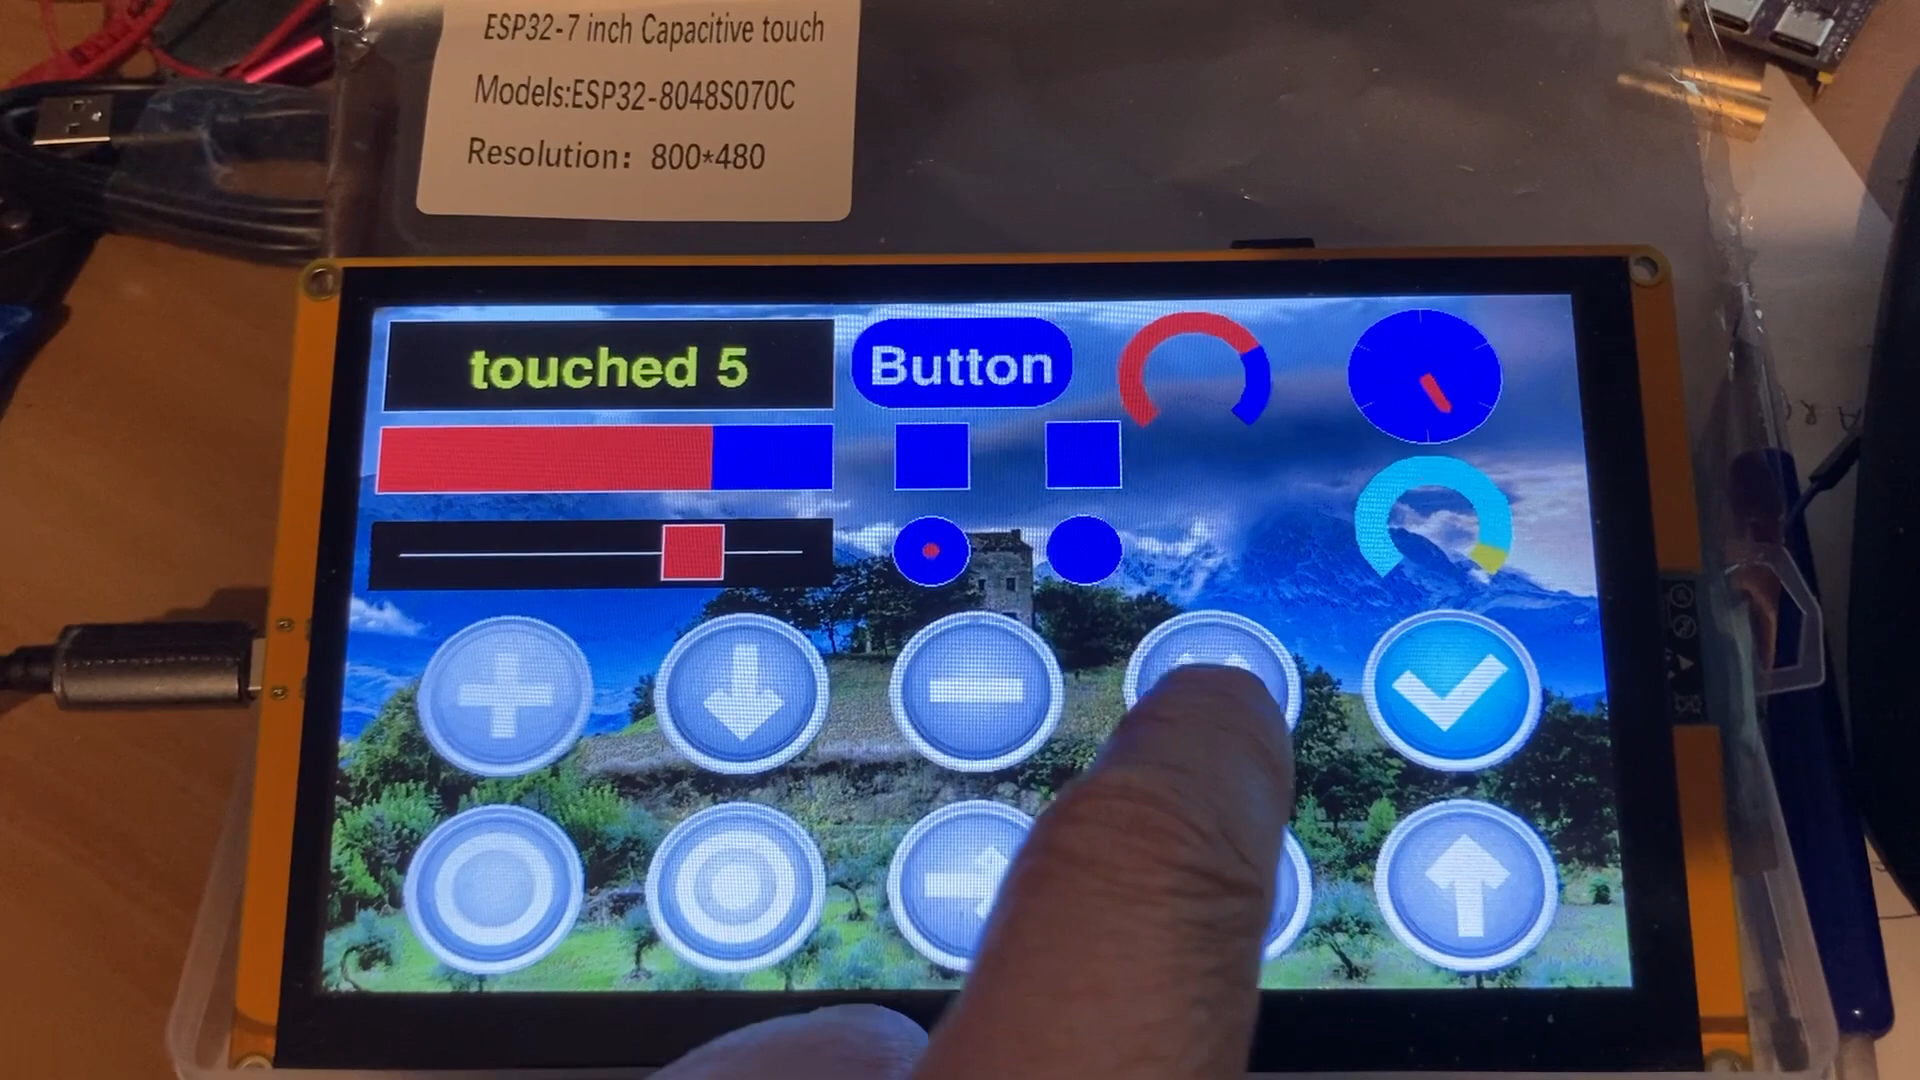 ESP32-7 inch Capacitive touch
Models:ESP32-8048S070C
Resolution: 800*480
touched 5
Button